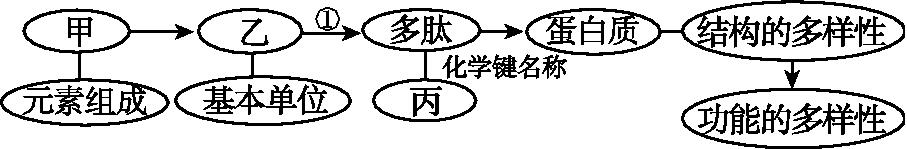 甲 乙 ① 多肽 蛋白质 结构的多样性
化学键名称
元素组成 基本单位 丙 功能的多样性